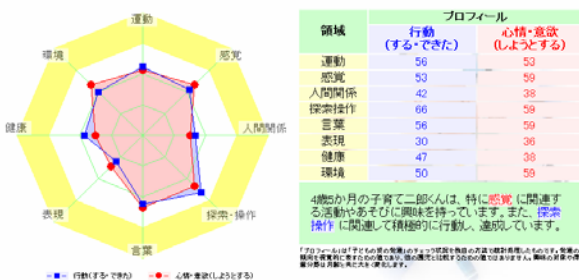 運動
感覚
人間関係
探索・操作
言葉
表現
健康
環境
行動(する・できた)
心情・意欲(しようとする)
領域
プロフィール
行動
(する・できた)
心情・意欲
(しようとする)
運動 56 53
感覚 53 59
人間関係 42 38
探索操作 66 59
言葉 56 59
表現 30 36
健康 47 38
環境 50 59
4歳5か月の子育て二郎くんは、特に感覚 に関連す
る活動やあそびに興味を持っています。また、探索
操作 に関連して積極的に行動し、達成しています。